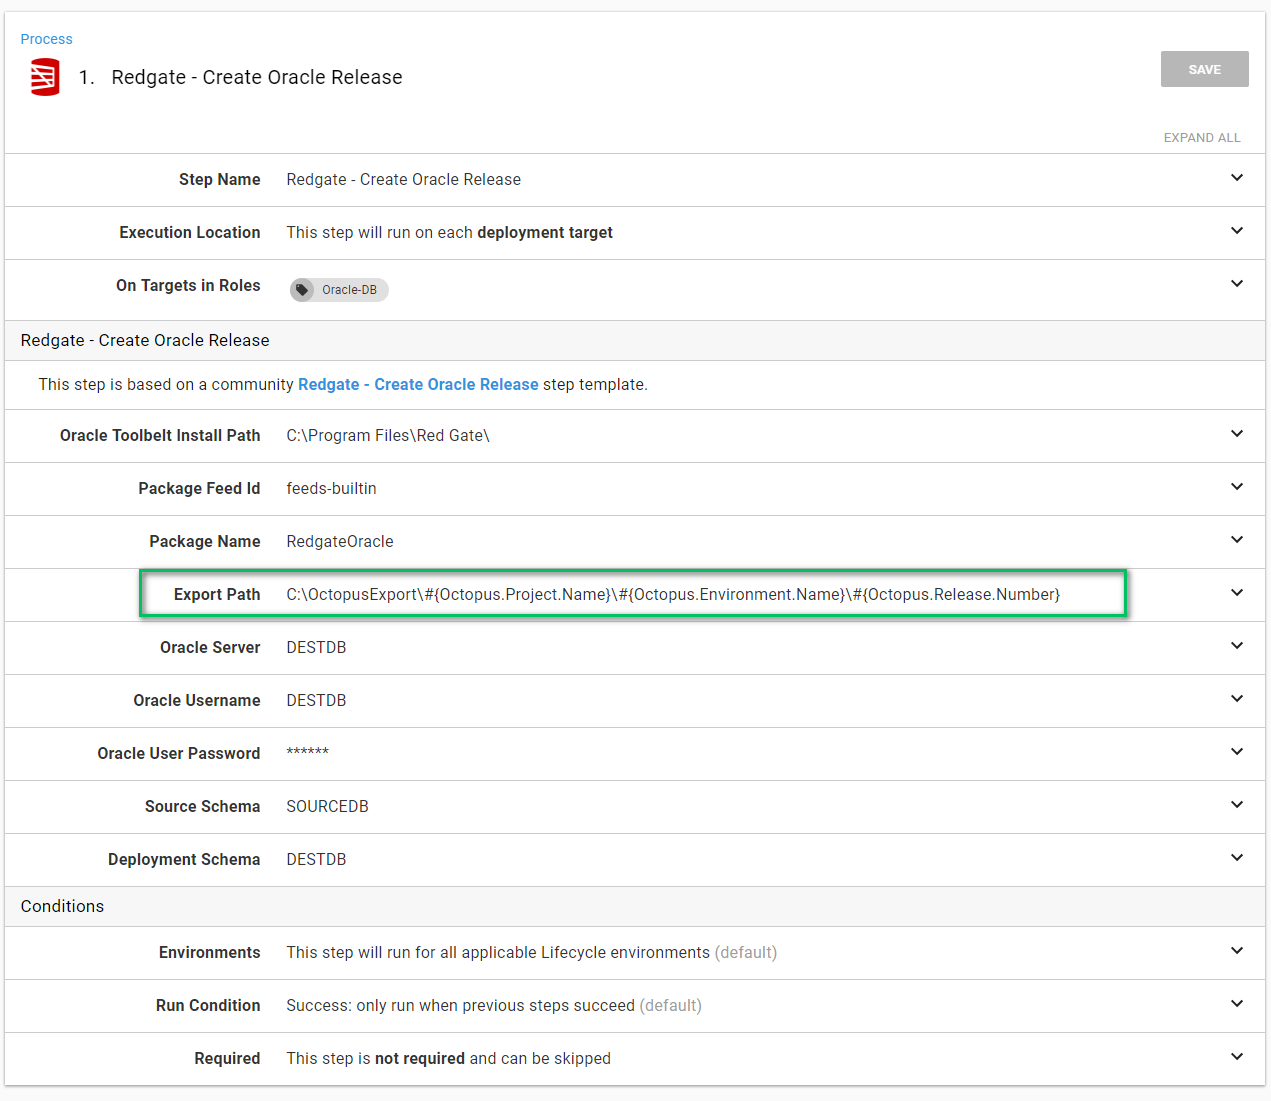 Process
1. Redgate - Create Oracle Release
SAVE
EXPAND ALL
Step Name Redgate - Create Oracle Release
Execution Location This step will run on each deployment target
On Targets in Roles Oracle-DB
Redgate - Create Oracle Release
This step is based on a community Redgate - Create Oracle Release step template.
Oracle Toolbelt Install Path C:\Program Files\Red Gate\
Package Feed Id feeds-builtin
Package Name RedgateOracle
Export Path C:\OctopusExport\#{Octopus.Project.Name}\#{Octopus.Environment.Name}\#{Octopus.Release.Number}
Oracle Server DESTDB
Oracle Username DESTDB
Oracle User Password ******
Source Schema SOURCEDB
Deployment Schema DESTDB
Conditions
Environments This step will run for all applicable Lifecycle environments (default)
Run Condition Success: only run when previous steps succeed (default)
Required This step is not required and can be skipped